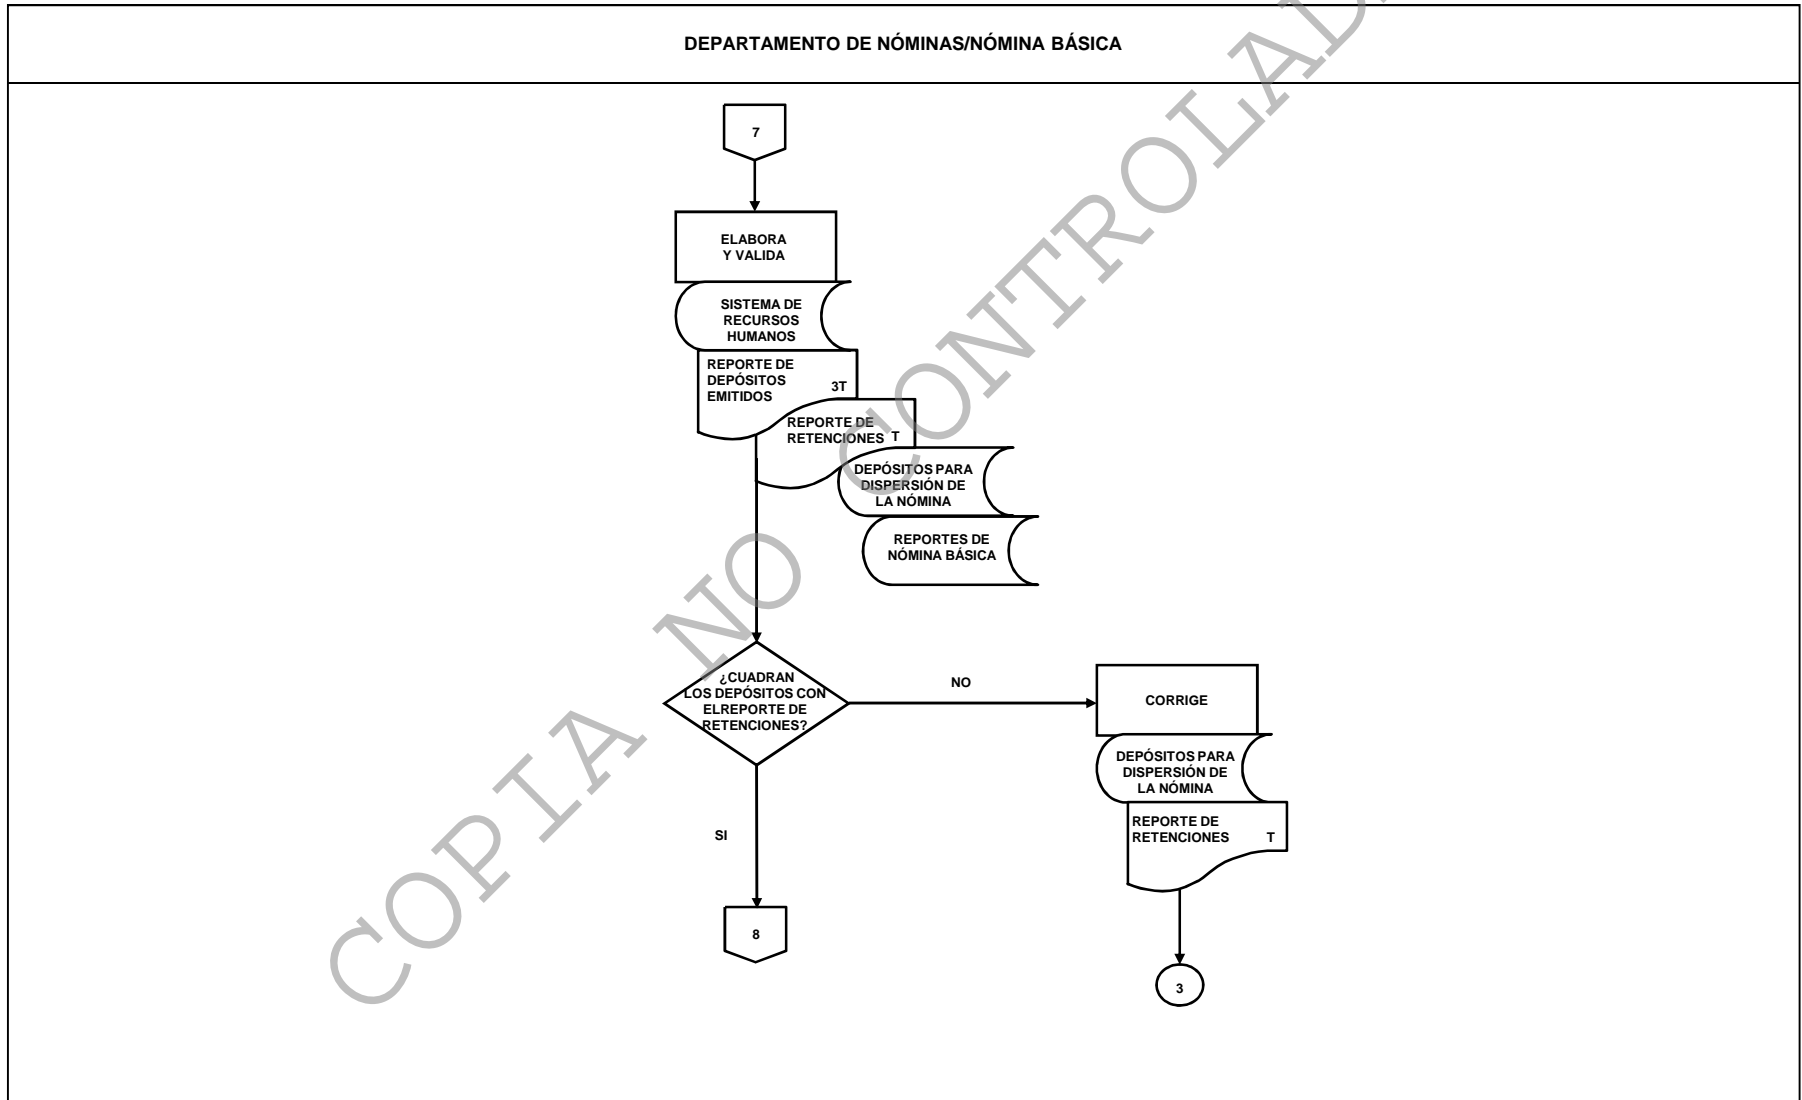 DEPARTAMENTO DE NÓMINAS/NÓMINA BÁSICA
7
ELABORA
Y VALIDA
SISTEMA DE
RECURSOS
HUMANOS
REPORTE DE
DEPÓSITOS
EMITIDOS
3T
REPORTE DE
RETENCIONES T
DEPÓSITOS PARA
DISPERSIÓN DE
LA NÓMINA
REPORTES DE
NÓMINA BÁSICA
¿CUADRAN
LOS DEPÓSITOS CON
ELREPORTE DE
RETENCIONES?
NO
CORRIGE
DEPÓSITOS PARA
DISPERSIÓN DE
LA NÓMINA
REPORTE DE
RETENCIONES T
SI
8
3
COPIA NO CONTROLAD